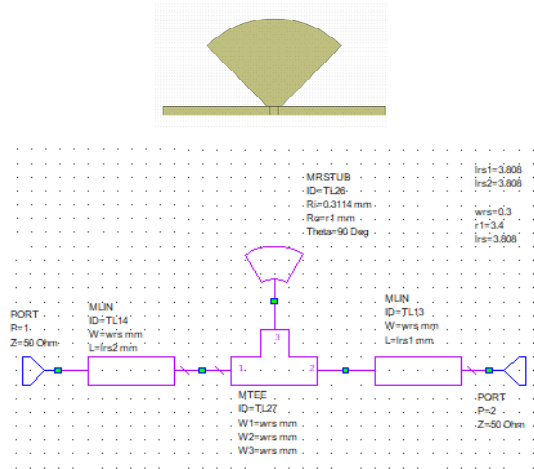 MRSTUB
ID=TL26
Ri=0.3114 mm
Ro=r1 mm
Theta=90 Deg
lrs1=3.808
lrs2=3.808
wrs=0.3
r1=3.4
lrs=3.808
PORT
P=1
Z=50 Ohm
MLIN
ID=TL14
W=wrs mm
L=lrs2 mm
3
1
2
MLIN
ID=TL13
W=wrs mm
L=lrs1 mm
MTEE
ID=TL27
W1=wrs mm
W2=wrs mm
W3=wrs mm
PORT
P=2
Z=50 Ohm